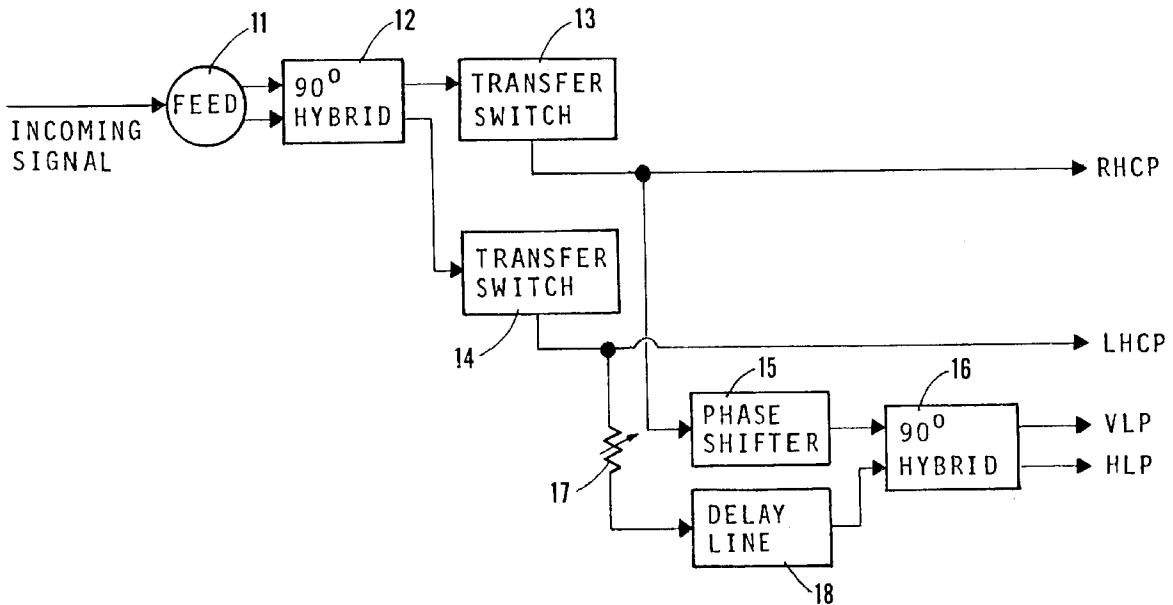 11
12
13
FEED
90° HYBRID
TRANSFER SWITCH
INCOMING SIGNAL
RHCP
TRANSFER SWITCH
14
LHCP
15
16
PHASE SHIFTER
90° HYBRID
VLP
HLP
17
DELAY LINE
18